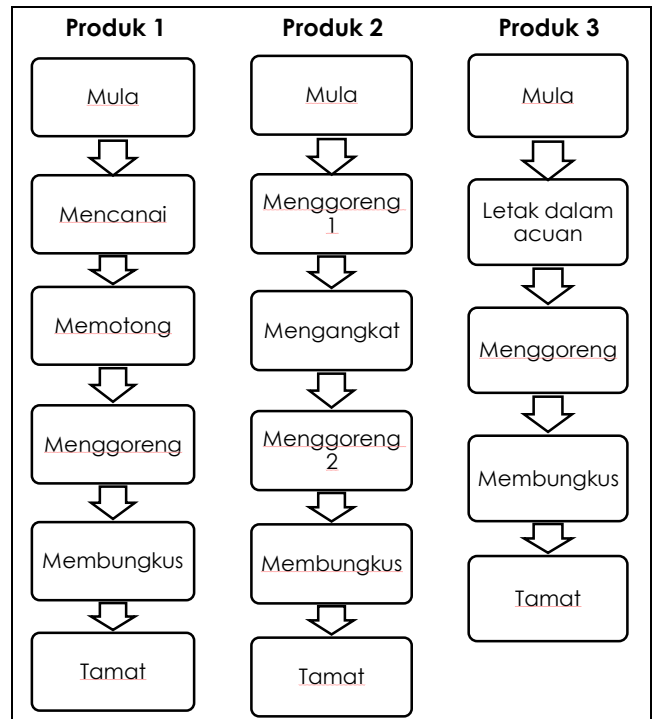 Produk 1
Mula
Mencanai
Memotong
Menggoreng
Membungkus
Tamat
Produk 2
Mula
Menggoreng
1
Mengangkat
Menggoreng
2
Membungkus
Tamat
Produk 3
Mula
Letak dalam
acuan
Menggoreng
Membungkus
Tamat